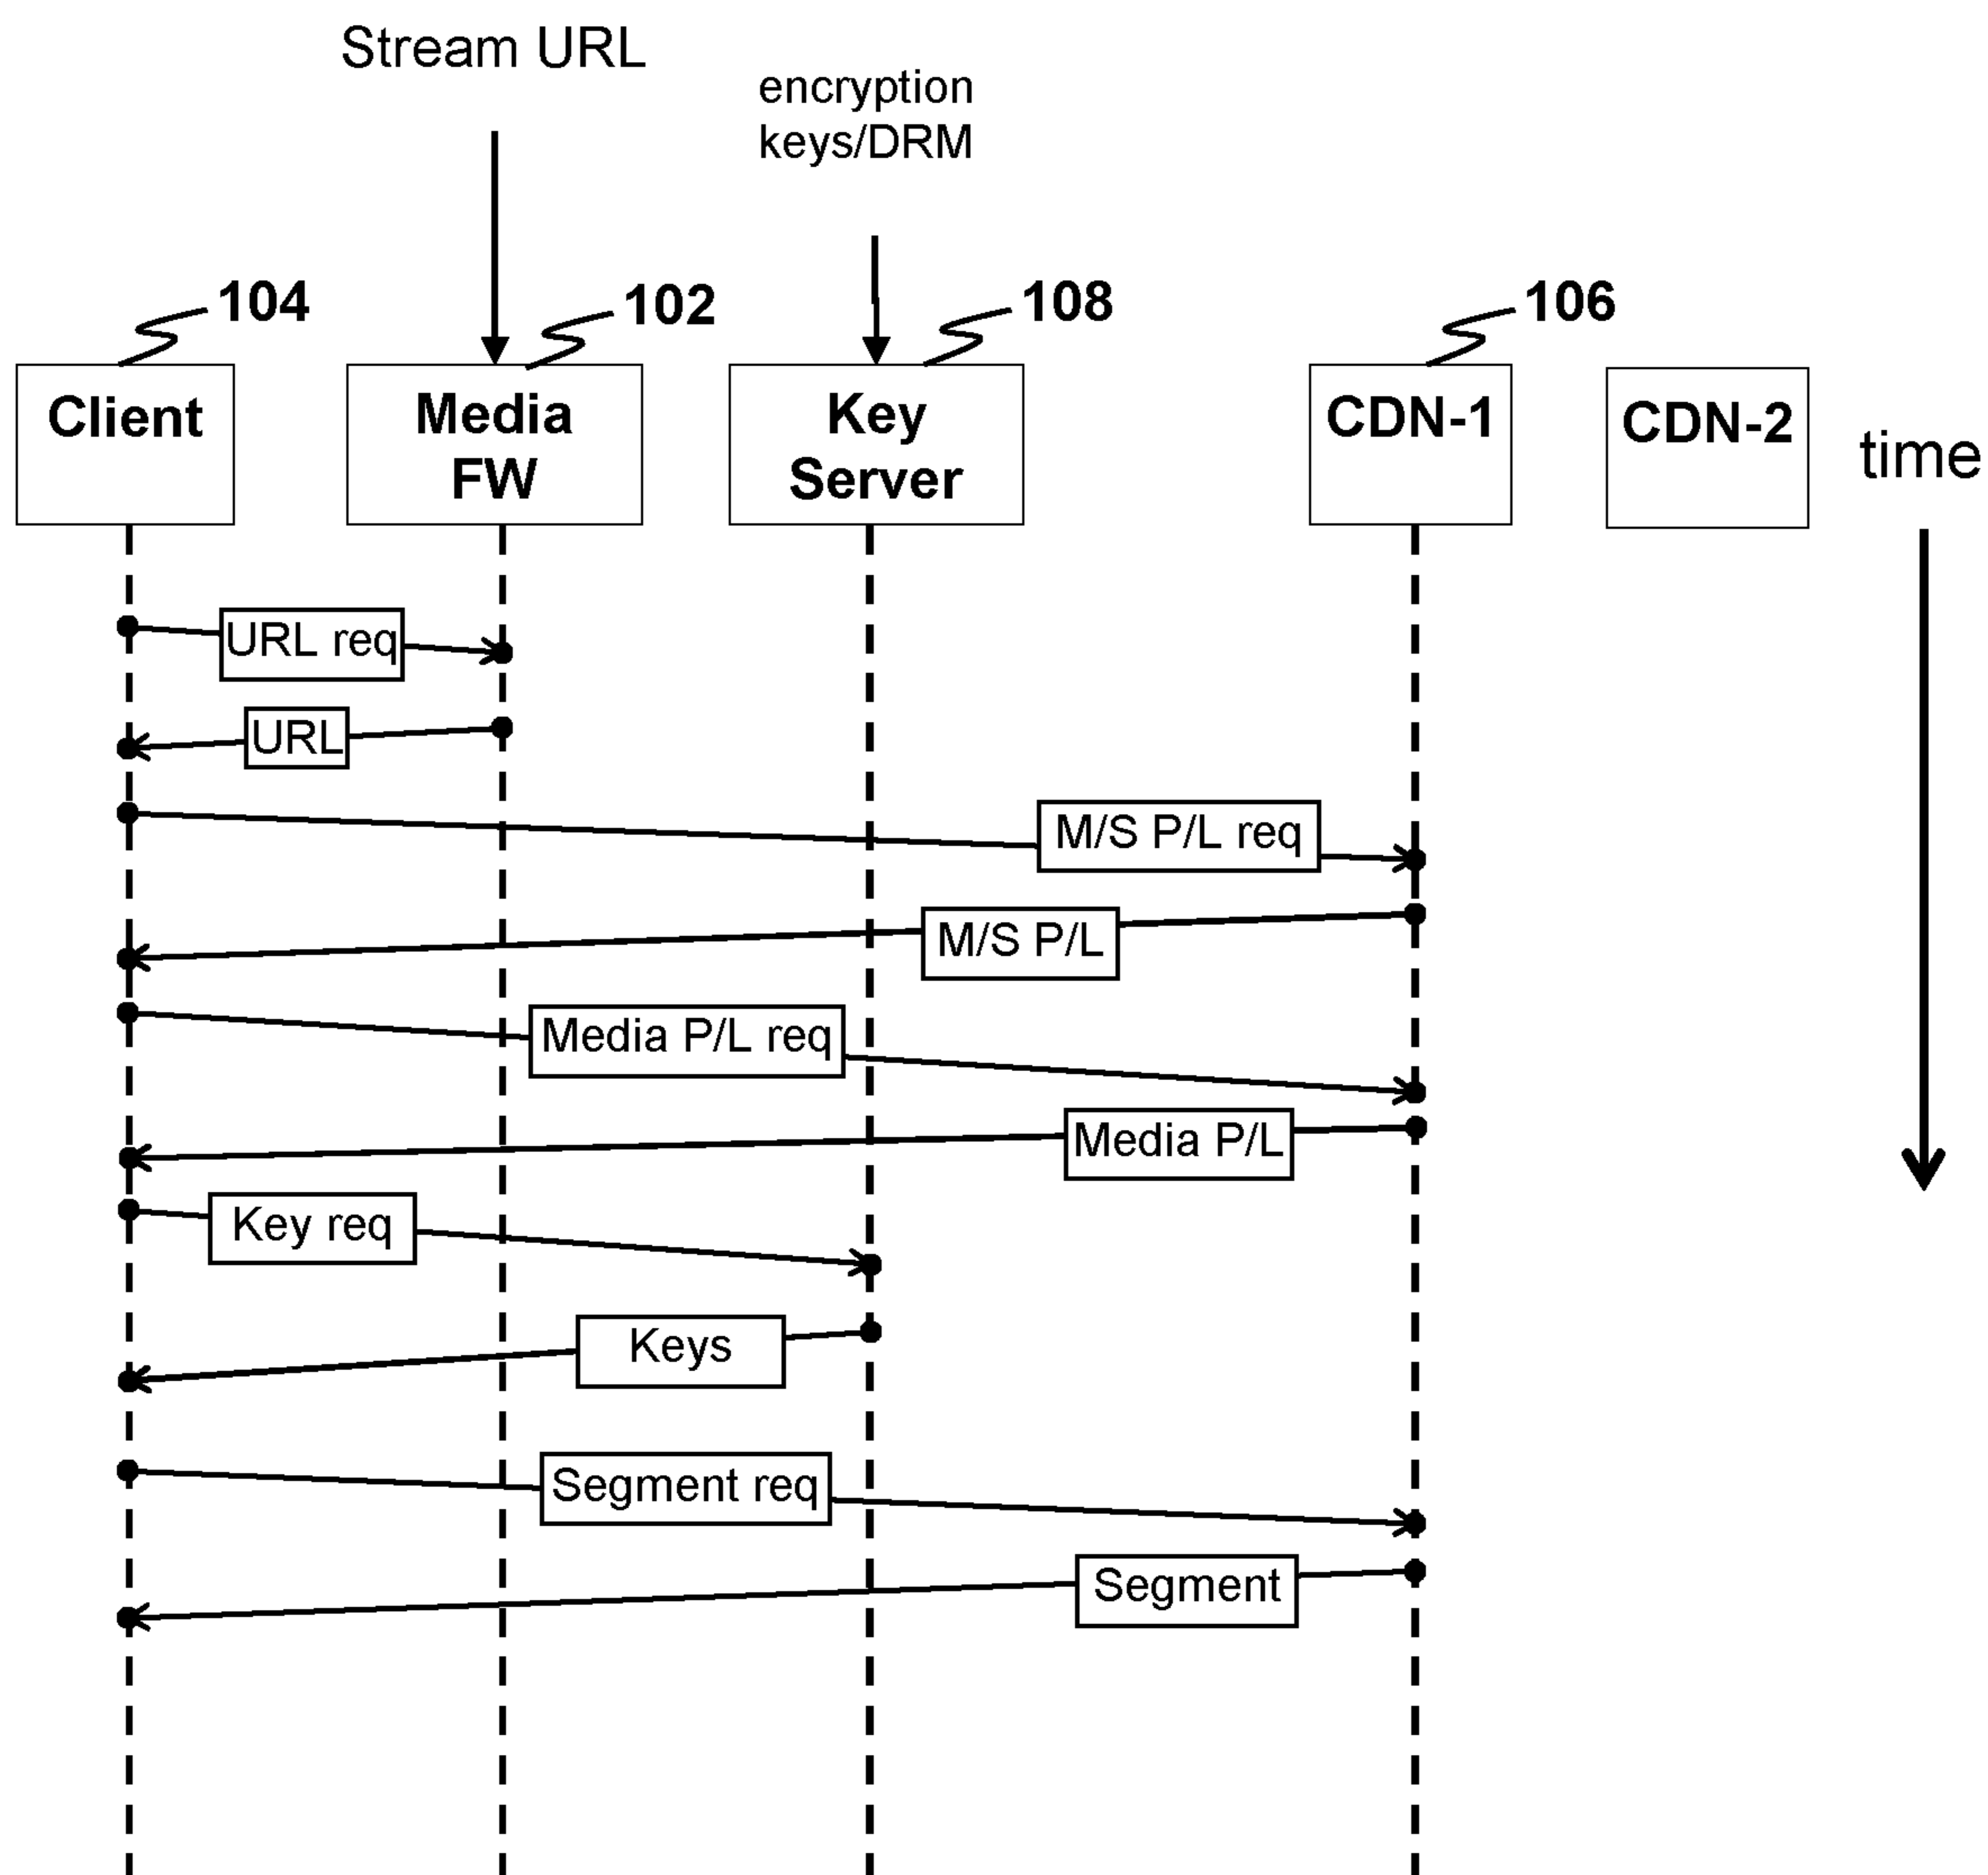 Stream URL
encryption
keys/DRM
104
102
108
106
Client
Media
FW
Key
Server
CDN-1
CDN-2
time
URL req
URL
M/S P/L req
M/S P/L
Media P/L req
Media P/L
Key req
Keys
Segment req
Segment